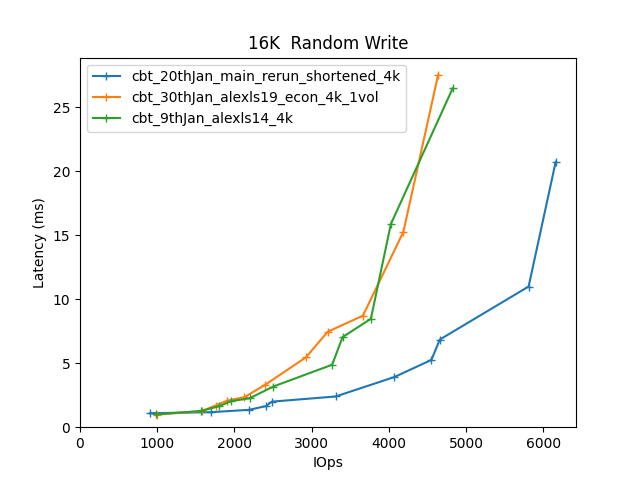 16K  Random Write
cbt_20thJan_main_rerun_shortened_4k
cbt_30thJan_alexls19_econ_4k_1vol
cbt_9thJan_alexls14_4k
Latency (ms)
25
20
15
10
5
0
0 1000 2000 3000 4000 5000 6000
IOps